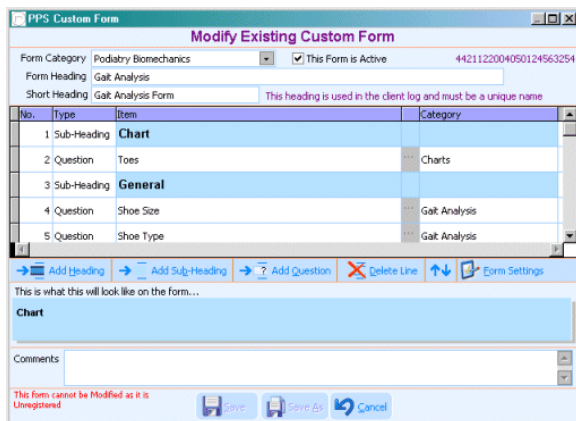 PPS Custom Form
Modify Existing Custom Form
Form Category Podiatry Biomechanics This Form is Active 4421122004050124563254
Form Heading Gait Analysis
Short Heading Gait Analysis Form This heading is used in the client log and must be a unique name
No. Type Item Category
1 Sub-Heading Chart
2 Question Toes ... Charts
3 Sub-Heading General
4 Question Shoe Size ... Gait Analysis
5 Question Shoe Type ... Gait Analysis
Add Heading Add Sub-Heading ? Add Question Delete Line Form Settings
This is what this will look like on the form...
Chart
Comments
This form cannot be Modified as it is
Unregistered
Save Save As Cancel